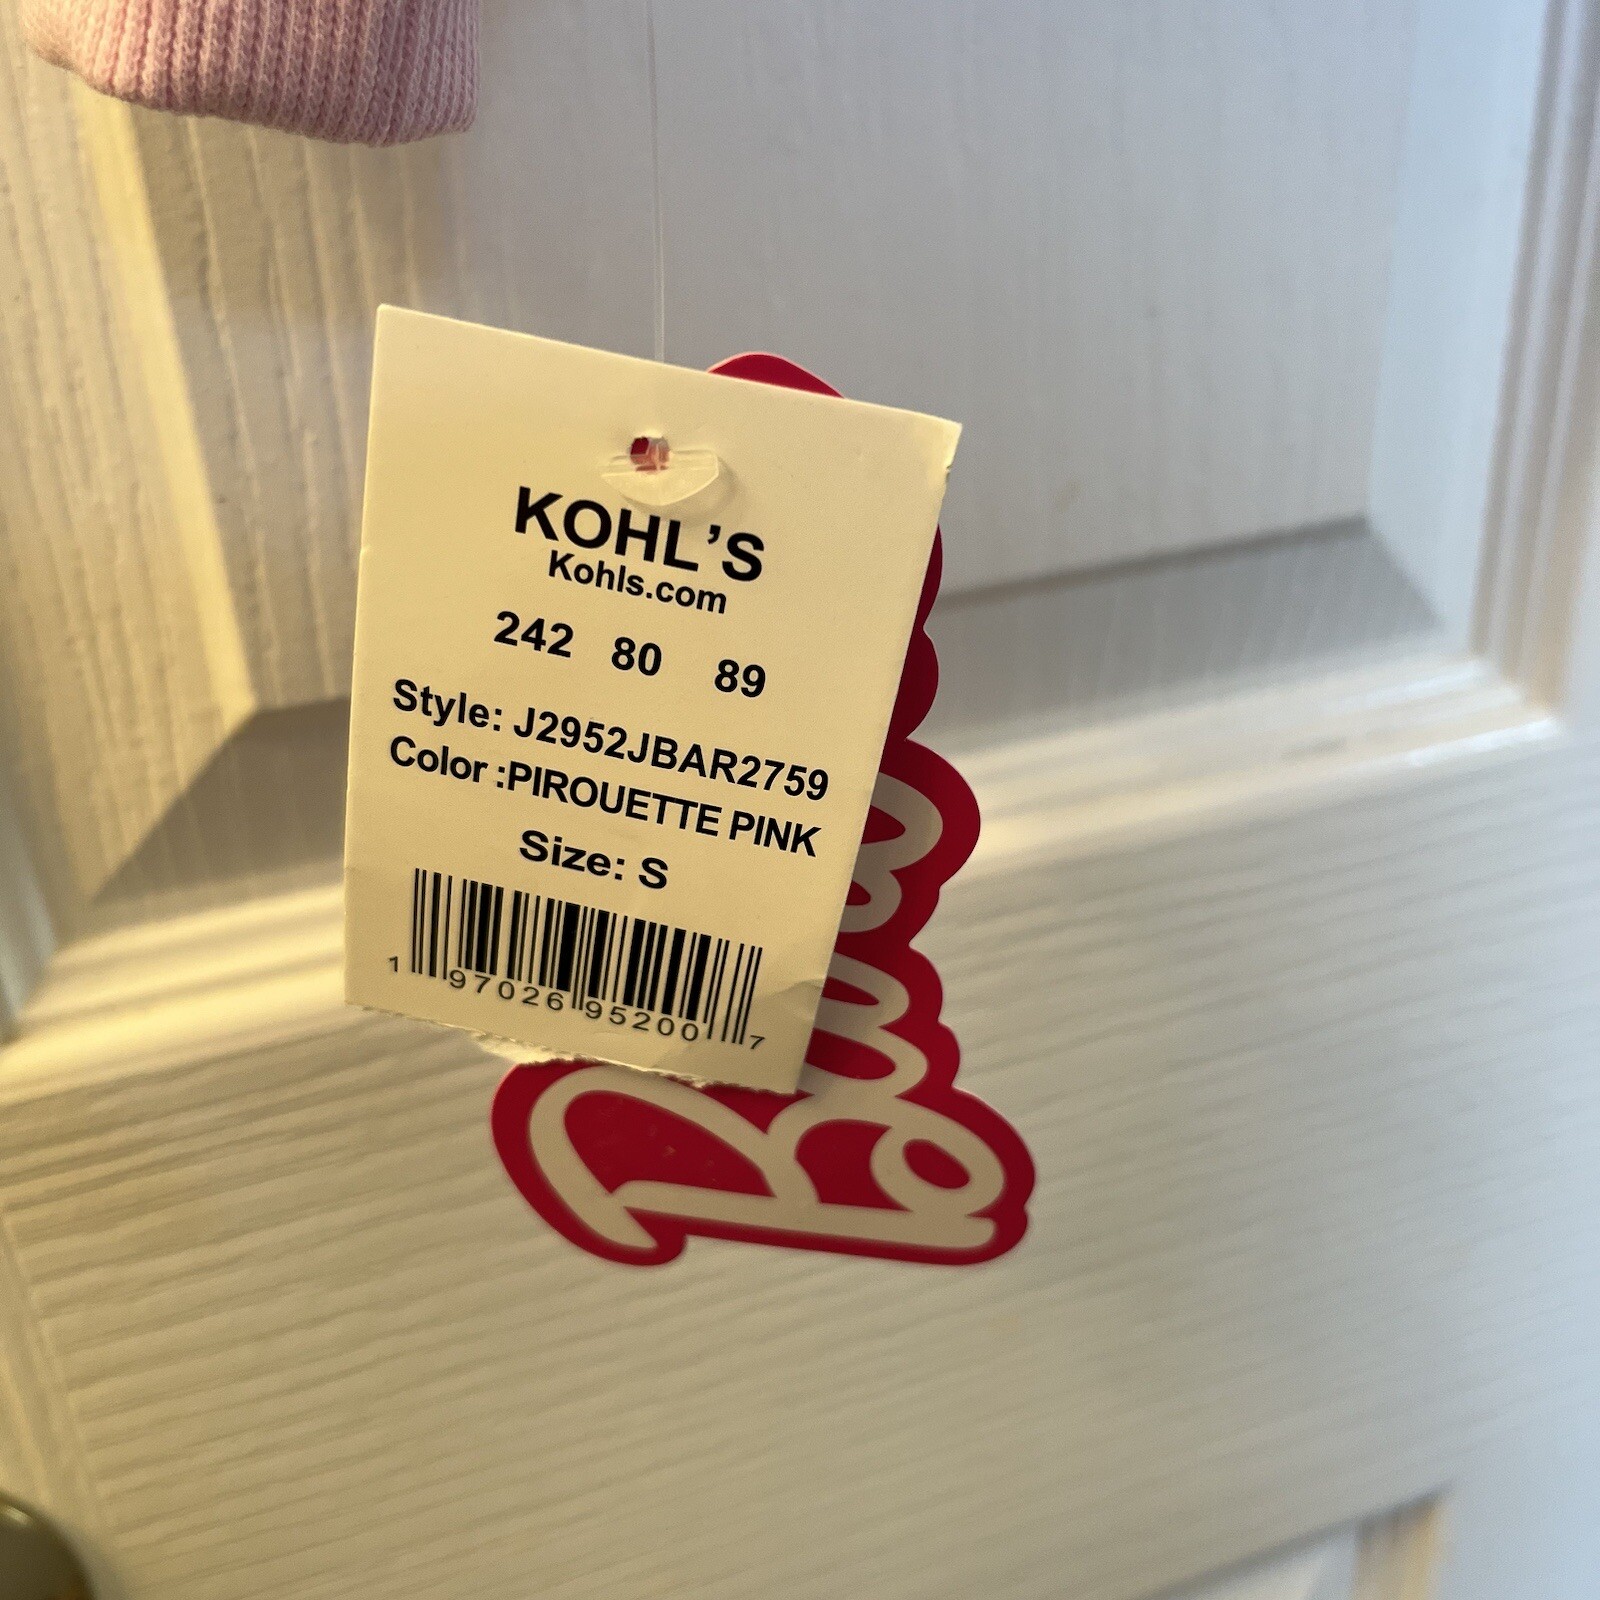 KOHL'S
Kohls.com
242 80 89
Style: J2952JBAR2759
Color :PIROUETTE PINK
Size: S
1 97026 95200 7